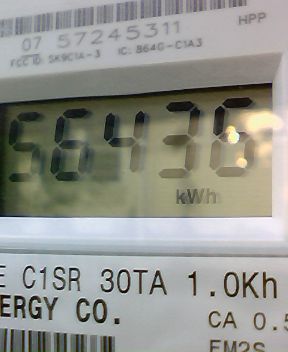 HPP
07 57245311
FCC ID: SK9C1A-3 IC: 864G-C1A3
56436
kWh
E C1SR 30TA 1.0Kh
ERGY CO.
CA 0.5
EM2S